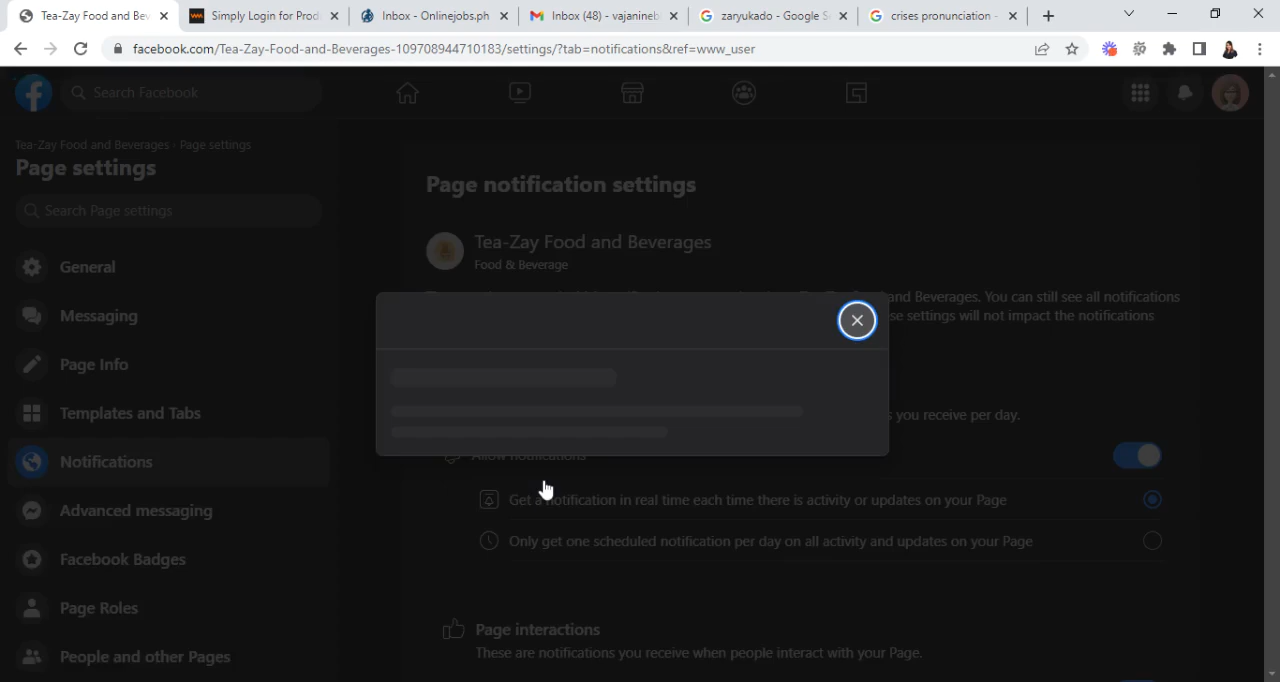 Tea-Zay Food and Bev
Simply Login for Prod
Inbox - Onlinejobs.ph
Inbox (48) - vajanineb
zaryukado - Google Se
crises pronunciation -
facebook.com/Tea-Zay-Food-and-Beverages-109708944710183/settings/?tab=notifications&ref=www_user
Search Facebook
Tea-Zay Food and Beverages › Page settings
Page settings
Search Page settings
General
Messaging
Page Info
Templates and Tabs
Notifications
Advanced messaging
Facebook Badges
Page Roles
People and other Pages
Page notification settings
Tea-Zay Food and Beverages
Food & Beverage
and Beverages. You can still see all notifications
se settings will not impact the notifications
s you receive per day.
Allow notifications
Get a notification in real time each time there is activity or updates on your Page
Only get one scheduled notification per day on all activity and updates on your Page
Page interactions
These are notifications you receive when people interact with your Page.